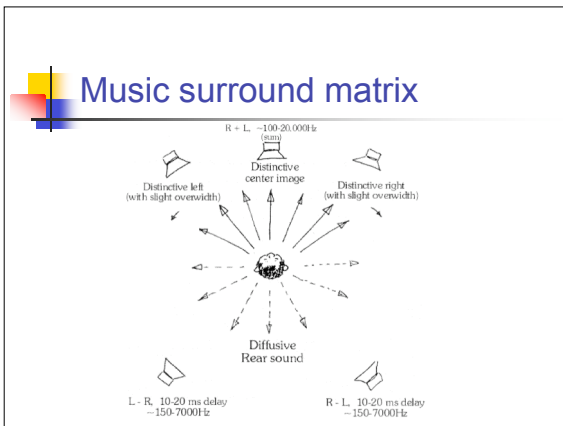 Music surround matrix
R + L, ~100-20.000Hz
(sum)
Distinctive
center image
Distinctive left
(with slight overwidth)
Distinctive right
(with slight overwidth)
Diffusive
Rear sound
L - R, 10-20 ms delay
~150-7000Hz
R - L, 10-20 ms delay
~150-7000Hz